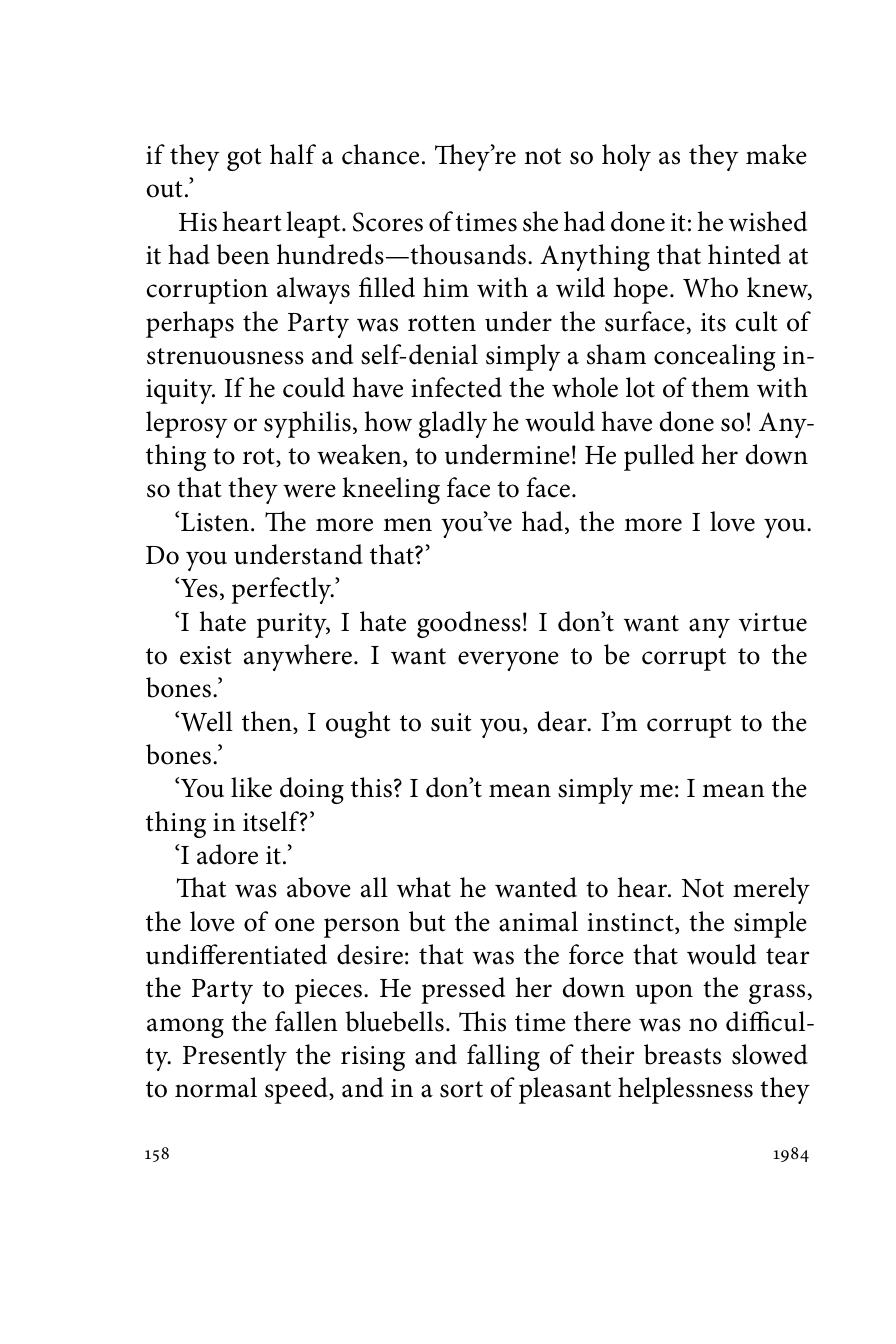 if they got half a chance. They’re not so holy as they make
out.’
His heart leapt. Scores of times she had done it: he wished
it had been hundreds—thousands. Anything that hinted at
corruption always filled him with a wild hope. Who knew,
perhaps the Party was rotten under the surface, its cult of
strenuousness and self-denial simply a sham concealing in-
iquity. If he could have infected the whole lot of them with
leprosy or syphilis, how gladly he would have done so! Any-
thing to rot, to weaken, to undermine! He pulled her down
so that they were kneeling face to face.
‘Listen. The more men you’ve had, the more I love you.
Do you understand that?’
‘Yes, perfectly.’
‘I hate purity, I hate goodness! I don’t want any virtue
to exist anywhere. I want everyone to be corrupt to the
bones.’
‘Well then, I ought to suit you, dear. I’m corrupt to the
bones.’
‘You like doing this? I don’t mean simply me: I mean the
thing in itself?’
‘I adore it.’
That was above all what he wanted to hear. Not merely
the love of one person but the animal instinct, the simple
undifferentiated desire: that was the force that would tear
the Party to pieces. He pressed her down upon the grass,
among the fallen bluebells. This time there was no difficul-
ty. Presently the rising and falling of their breasts slowed
to normal speed, and in a sort of pleasant helplessness they
158 1984